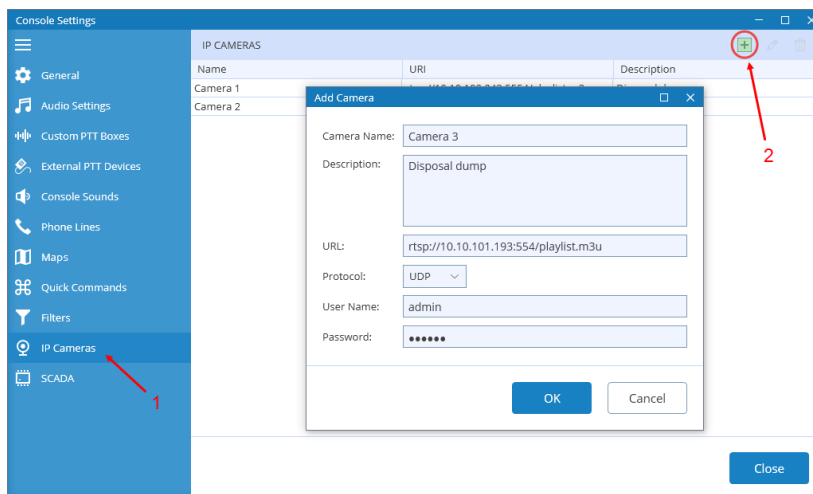 Console Settings
IP CAMERAS
General
Audio Settings
Custom PTT Boxes
External PTT Devices
Console Sounds
Phone Lines
Maps
Quick Commands
Filters
IP Cameras
SCADA
Name URI Description
Camera 1
Camera 2
Add Camera
Camera Name: Camera 3
Description: Disposal dump
URL: rtsp://10.10.101.193:554/playlist.m3u
Protocol: UDP
User Name: admin
Password: ●●●●●●
OK Cancel
Close
1
2